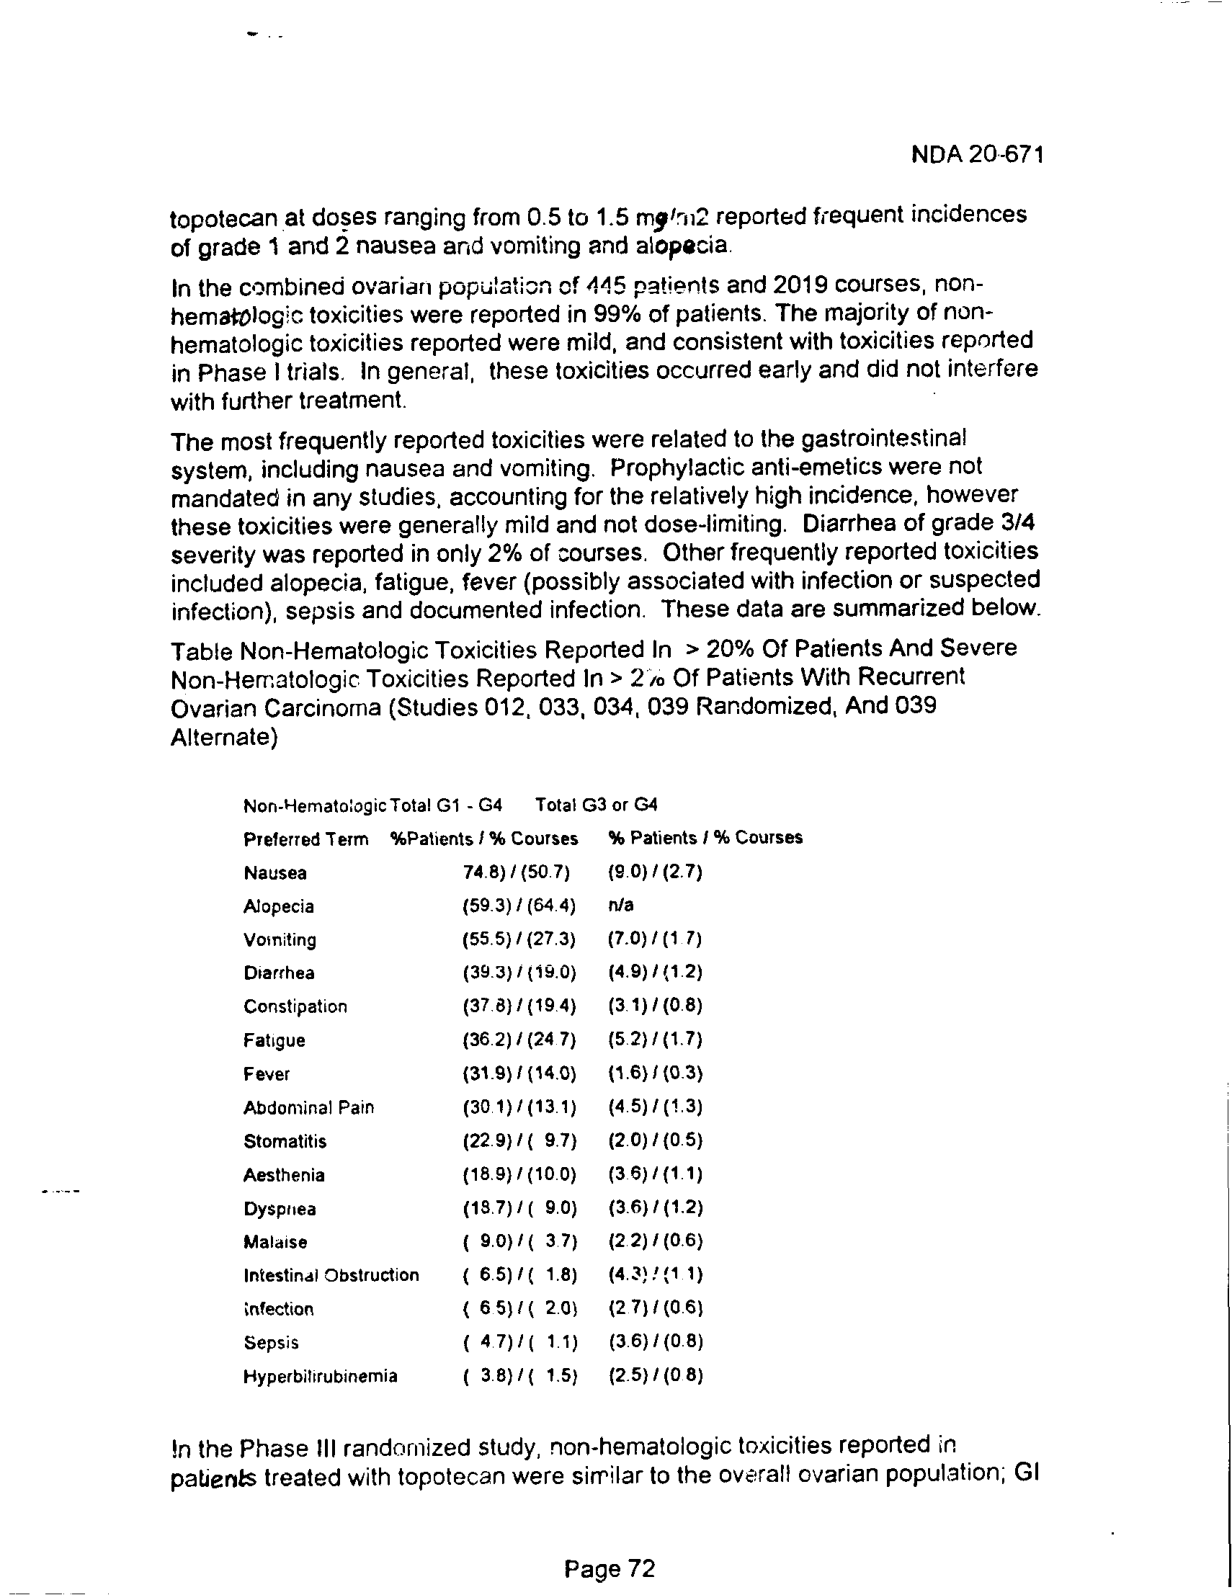 NDA 20-671
topotecan at doses ranging from 0.5 to 1.5 mg/m2 reported frequent incidences
of grade 1 and 2 nausea and vomiting and alopecia.
In the combined ovarian population of 445 patients and 2019 courses, non-
hematologic toxicities were reported in 99% of patients. The majority of non-
hematologic toxicities reported were mild, and consistent with toxicities reported
in Phase I trials. In general, these toxicities occurred early and did not interfere
with further treatment.
The most frequently reported toxicities were related to the gastrointestinal
system, including nausea and vomiting. Prophylactic anti-emetics were not
mandated in any studies, accounting for the relatively high incidence, however
these toxicities were generally mild and not dose-limiting. Diarrhea of grade 3/4
severity was reported in only 2% of courses. Other frequently reported toxicities
included alopecia, fatigue, fever (possibly associated with infection or suspected
infection), sepsis and documented infection. These data are summarized below.
Table Non-Hematologic Toxicities Reported In > 20% Of Patients And Severe
Non-Hematologic Toxicities Reported In > 2% Of Patients With Recurrent
Ovarian Carcinoma (Studies 012, 033, 034, 039 Randomized, And 039
Alternate)
Non-Hematologic Total G1 - G4 Total G3 or G4
Preferred Term %Patients / % Courses % Patients / % Courses
Nausea 74.8) / (50.7) (9.0) / (2.7)
Alopecia (59.3) / (64.4) n/a
Vomiting (55.5) / (27.3) (7.0) / (1.7)
Diarrhea (39.3) / (19.0) (4.9) / (1.2)
Constipation (37.8) / (19.4) (3.1) / (0.8)
Fatigue (36.2) / (24.7) (5.2) / (1.7)
Fever (31.9) / (14.0) (1.6) / (0.3)
Abdominal Pain (30.1) / (13.1) (4.5) / (1.3)
Stomatitis (22.9) / ( 9.7) (2.0) / (0.5)
Aesthenia (18.9) / (10.0) (3.6) / (1.1)
Dyspnea (18.7) / ( 9.0) (3.6) / (1.2)
Malaise ( 9.0) / ( 3.7) (2.2) / (0.6)
Intestinal Obstruction ( 6.5) / ( 1.8) (4.3) / (1.1)
Infection ( 6.5) / ( 2.0) (2.7) / (0.6)
Sepsis ( 4.7) / ( 1.1) (3.6) / (0.8)
Hyperbilirubinemia ( 3.8) / ( 1.5) (2.5) / (0.8)
In the Phase III randomized study, non-hematologic toxicities reported in
patients treated with topotecan were similar to the overall ovarian population; GI
Page 72